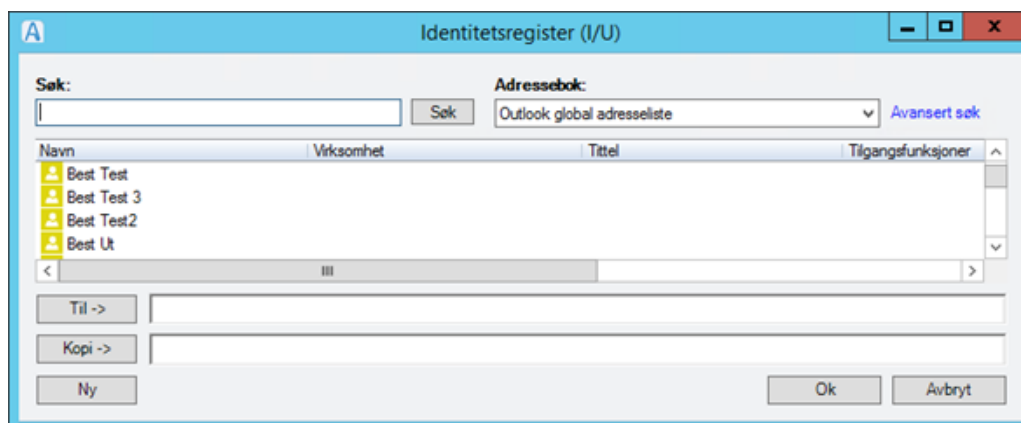 A Identitetsregister (I/U)
Søk: Adressebok:
Søk Outlook global adresseliste Avansert søk
Navn Virksomhet Tittel Tilgangsfunksjoner
Best Test
Best Test 3
Best Test2
Best Ut
Til ->
Kopi ->
Ny Ok Avbryt